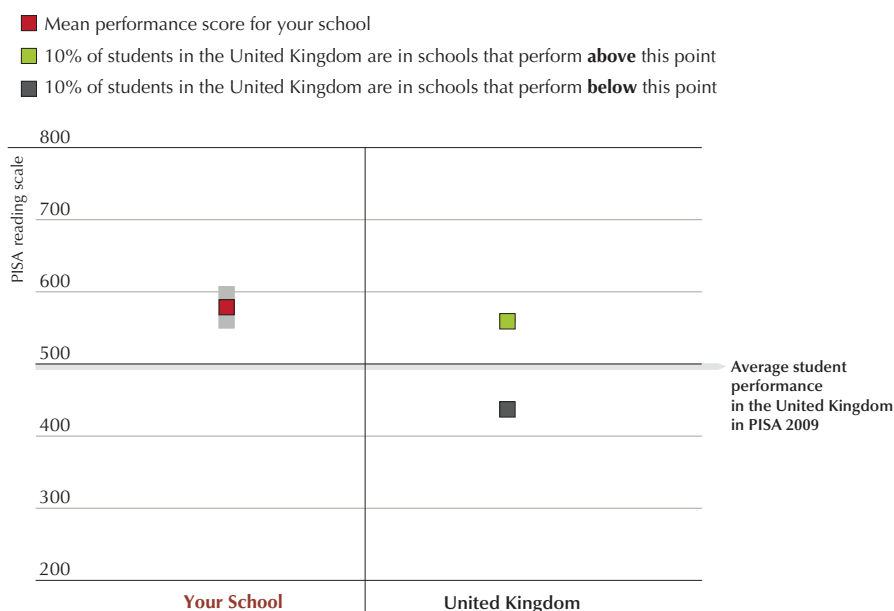 Mean performance score for your school
10% of students in the United Kingdom are in schools that perform above this point
10% of students in the United Kingdom are in schools that perform below this point
800
PISA reading scale
700
600
500
Average student
performance
in the United Kingdom
in PISA 2009
400
300
200
Your School
United Kingdom